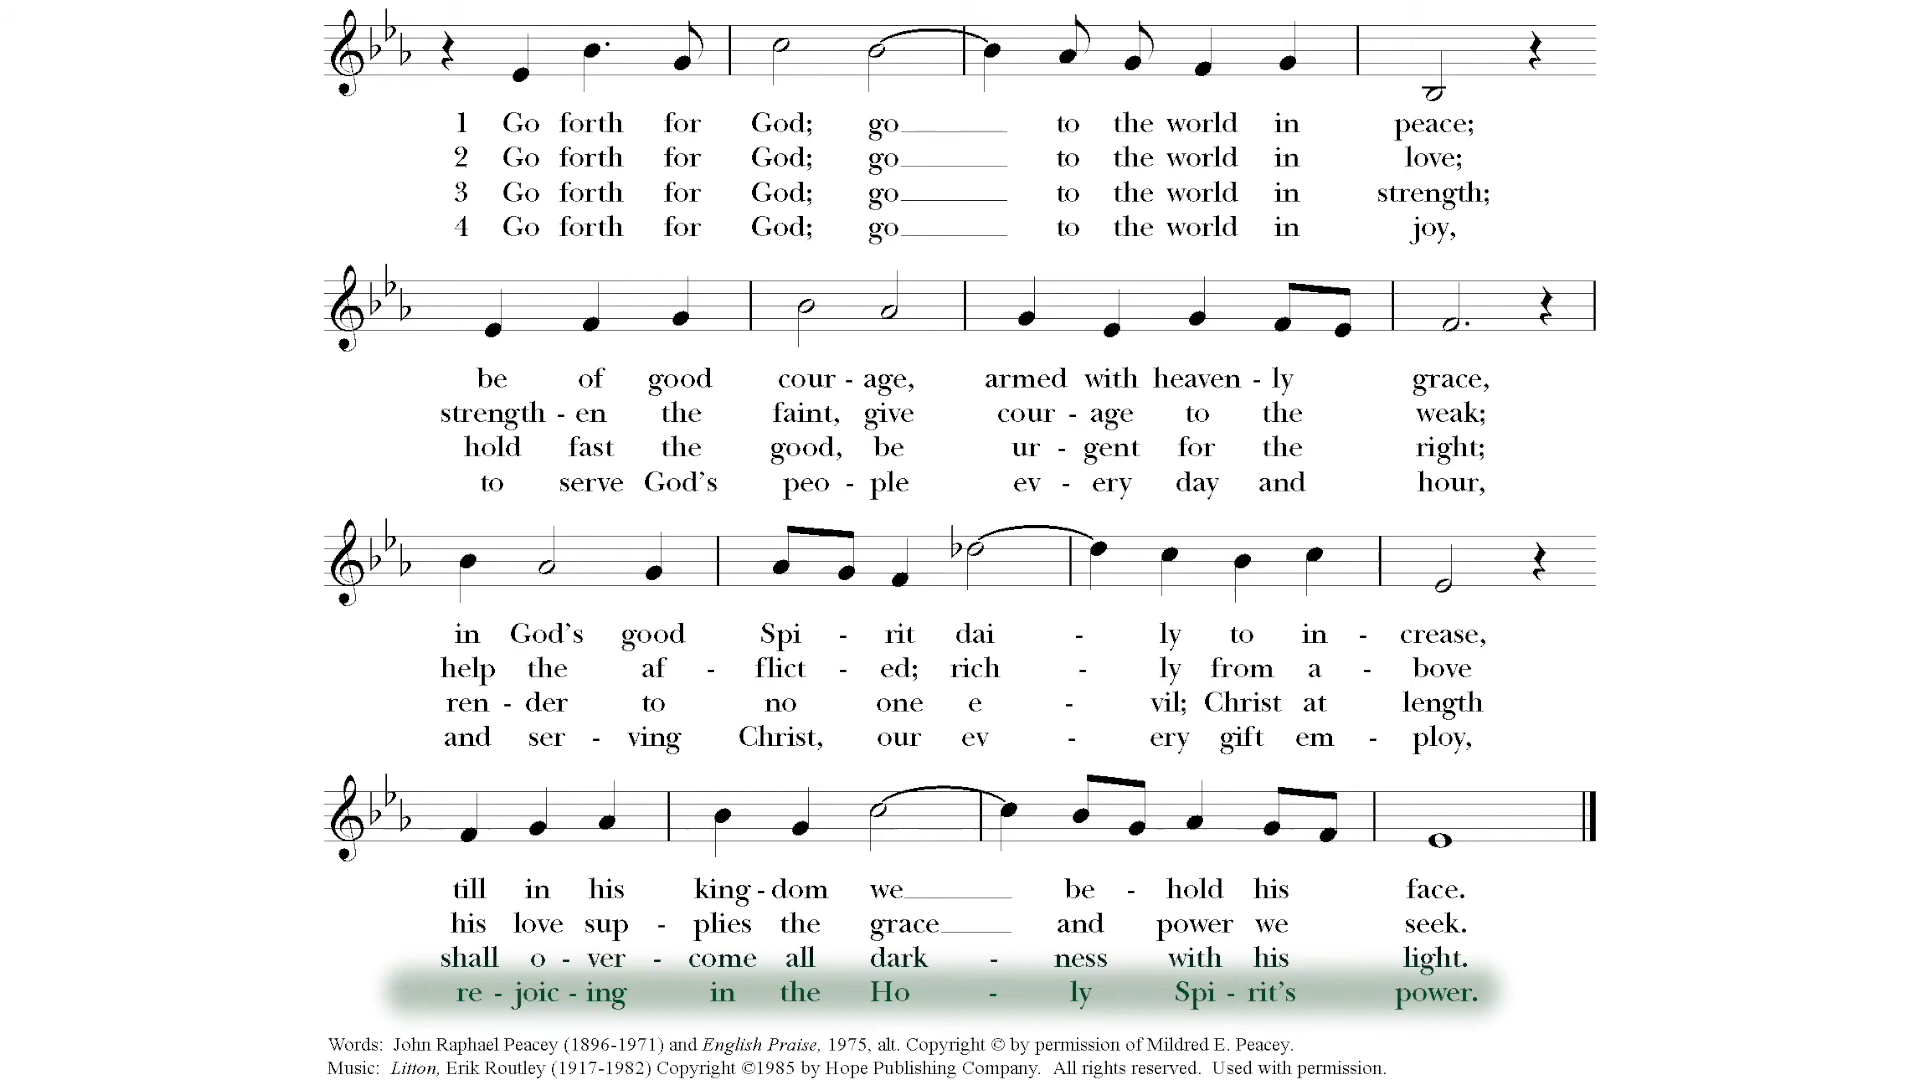 1 Go forth for God; go to the world in peace;
2 Go forth for God; go to the world in love;
3 Go forth for God; go to the world in strength;
4 Go forth for God; go to the world in joy,
be of good cour - age, armed with heaven - ly grace,
strength - en the faint, give cour - age to the weak;
hold fast the good, be ur - gent for the right;
to serve God's peo - ple ev - ery day and hour,
in God's good Spi - rit dai - ly to in - crease,
help the af - flict - ed; rich - ly from a - bove
ren - der to no one e - vil; Christ at length
and ser - ving Christ, our ev - ery gift em - ploy,
till in his king - dom we be - hold his face.
his love sup - plies the grace and power we seek.
shall o - ver - come all dark - ness with his light.
re - joic - ing in the Ho - ly Spi - rit's power.
Words: John Raphael Peacey (1896-1971) and English Praise, 1975, alt. Copyright © by permission of Mildred E. Peacey.
Music: Litton, Erik Routley (1917-1982) Copyright ©1985 by Hope Publishing Company. All rights reserved. Used with permission.